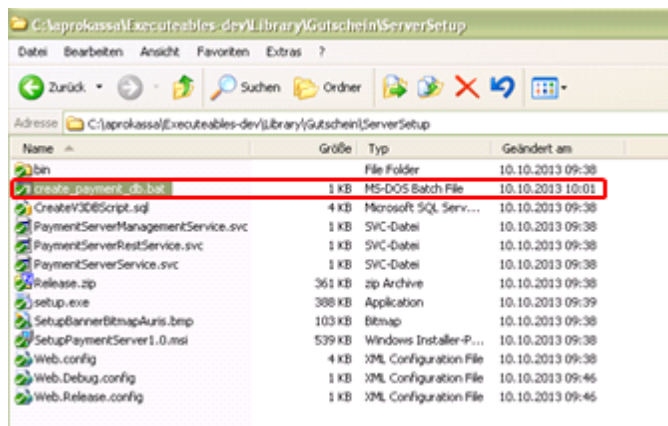 C:\aprokassa\Executeables-dev\Library\Gutschein\ServerSetup
Datei Bearbeiten Ansicht Favoriten Extras ?
Zurück Suchen Ordner
Adresse C:\aprokassa\Executeables-dev\Library\Gutschein\ServerSetup
Name Größe Typ Geändert am
bin File Folder 10.10.2013 09:38
create_payment_db.bat 1 KB MS-DOS Batch File 10.10.2013 10:01
CreateV3DBScript.sql 4 KB Microsoft SQL Serv... 10.10.2013 09:38
PaymentServerManagementService.svc 1 KB SVC-Datei 10.10.2013 09:38
PaymentServerRestService.svc 1 KB SVC-Datei 10.10.2013 09:38
PaymentServerService.svc 1 KB SVC-Datei 10.10.2013 09:38
Release.zip 361 KB zip Archive 10.10.2013 09:38
setup.exe 388 KB Application 10.10.2013 09:39
SetupBannerBitmapAuris.bmp 103 KB Bitmap 10.10.2013 09:38
SetupPaymentServer1.0.msi 539 KB Windows Installer-P... 10.10.2013 09:38
Web.config 4 KB XML Configuration File 10.10.2013 09:38
Web.Debug.config 1 KB XML Configuration File 10.10.2013 09:46
Web.Release.config 1 KB XML Configuration File 10.10.2013 09:46